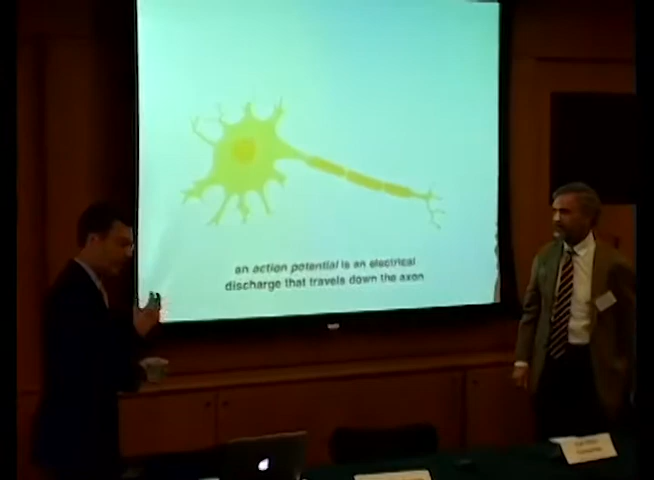 an action potential is an electrical
discharge that travels down the axon